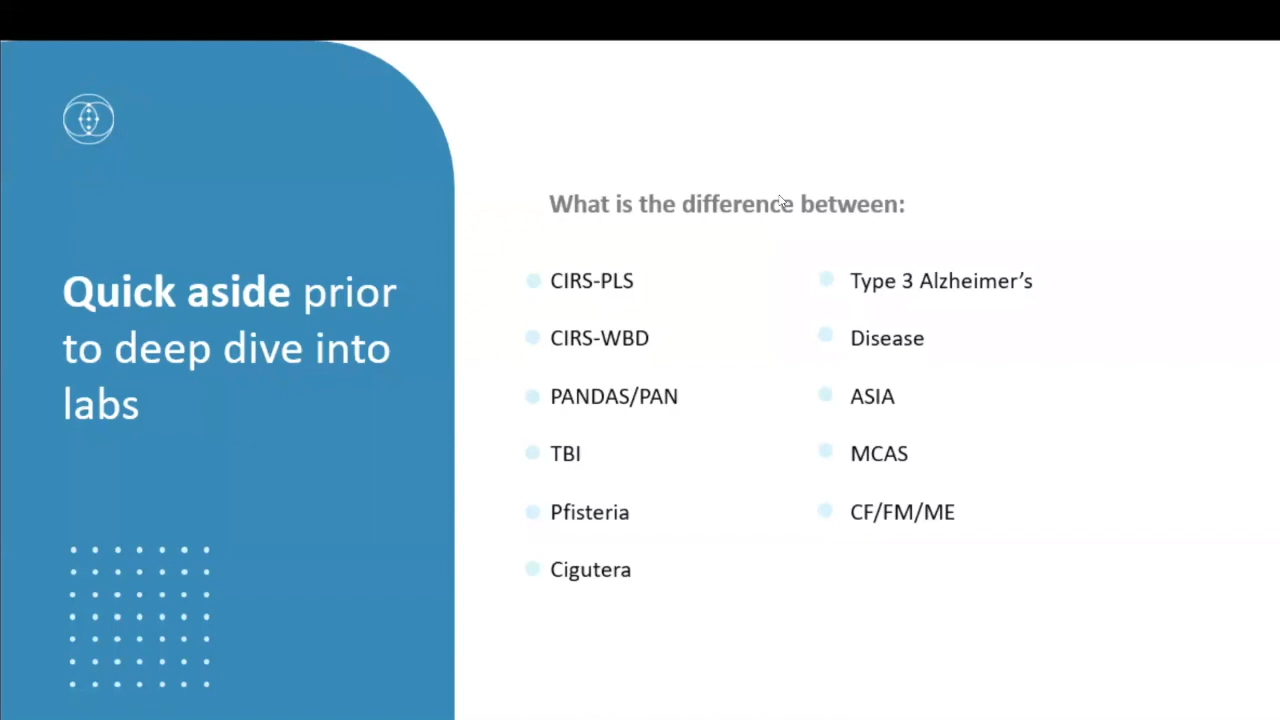 Quick aside prior
to deep dive into
labs
What is the difference between:
CIRS-PLS
CIRS-WBD
PANDAS/PAN
TBI
Pfisteria
Cigutera
Type 3 Alzheimer’s
Disease
ASIA
MCAS
CF/FM/ME